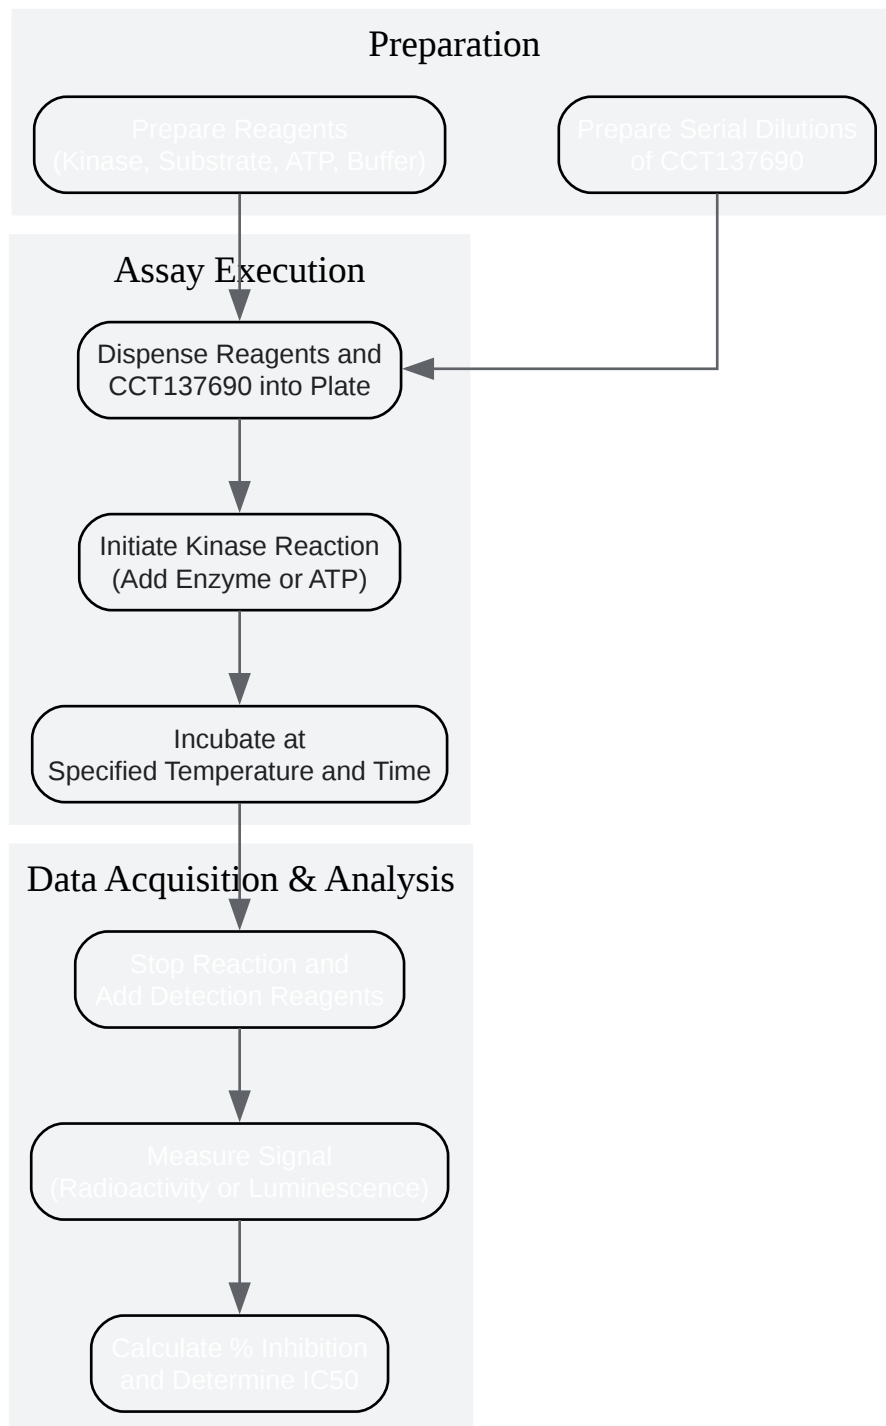 Preparation
Prepare Reagents
(Kinase, Substrate, ATP, Buffer)
Prepare Serial Dilutions
of CCT137690
Assay Execution
Dispense Reagents and
CCT137690 into Plate
Initiate Kinase Reaction
(Add Enzyme or ATP)
Incubate at
Specified Temperature and Time
Data Acquisition & Analysis
Stop Reaction and
Add Detection Reagents
Measure Signal
(Radioactivity or Luminescence)
Calculate % Inhibition
and Determine IC50